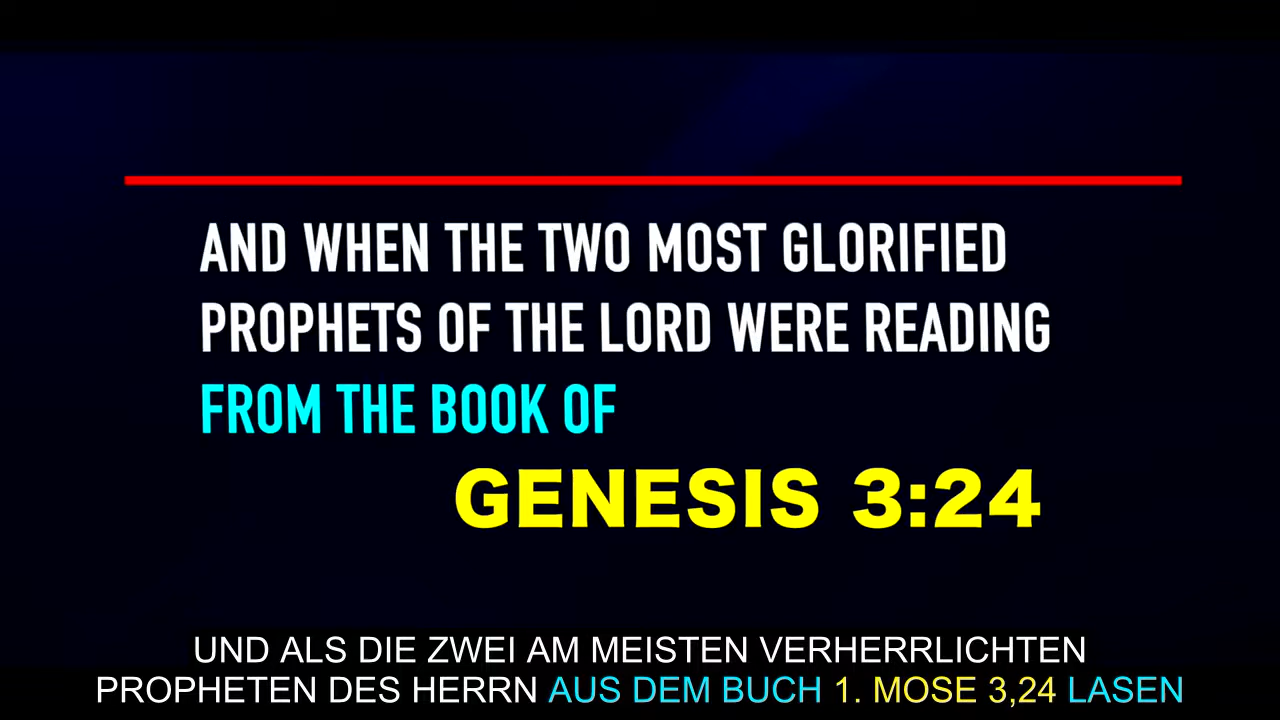 AND WHEN THE TWO MOST GLORIFIED
PROPHETS OF THE LORD WERE READING
FROM THE BOOK OF
GENESIS 3:24
UND ALS DIE ZWEI AM MEISTEN VERHERRLICHTEN
PROPHETEN DES HERRN AUS DEM BUCH 1. MOSE 3,24 LASEN